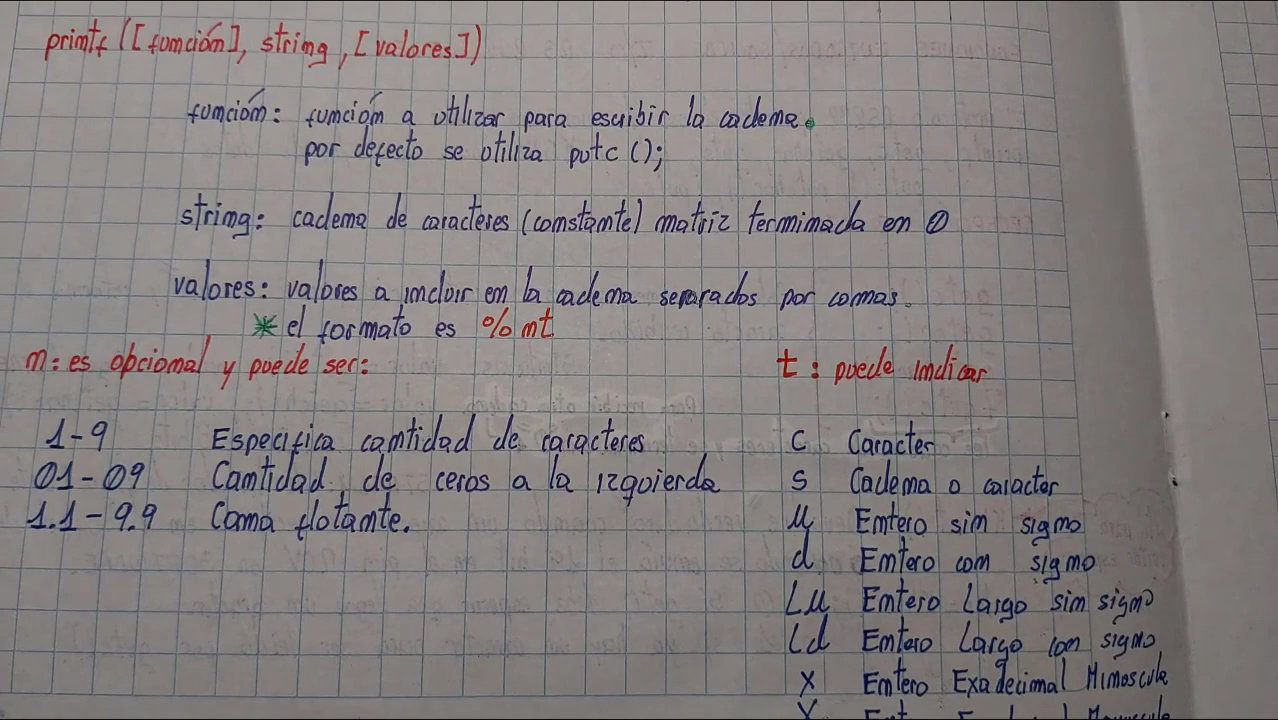 printf ([función], string, [valores])
función: función a utilizar para escribir la cadena.
por defecto se utiliza putc ();
string: cadena de caracteres (constante) matriz terminada en 0
valores: valores a incluir en la cadena separados por comas.
* el formato es %nt
n: es opcional y puede ser:
t: puede indicar
1-9 Especifica cantidad de caracteres
C Caracter
01-09 Cantidad de ceros a la izquierda
S Cadena o caracter
1.1-9.9 Coma flotante.
u Entero sin signo
d Entero con signo
Lu Entero Largo sin signo
Ld Entero Largo con signo
x Entero Exadecimal Minuscula